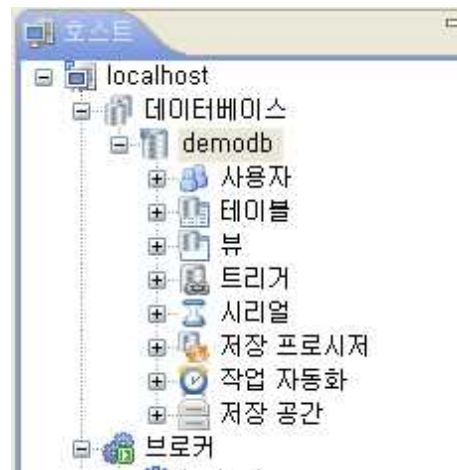 호스트
localhost
데이터베이스
demodb
사용자
테이블
뷰
트리거
시리얼
저장 프로시저
작업 자동화
저장 공간
브로커